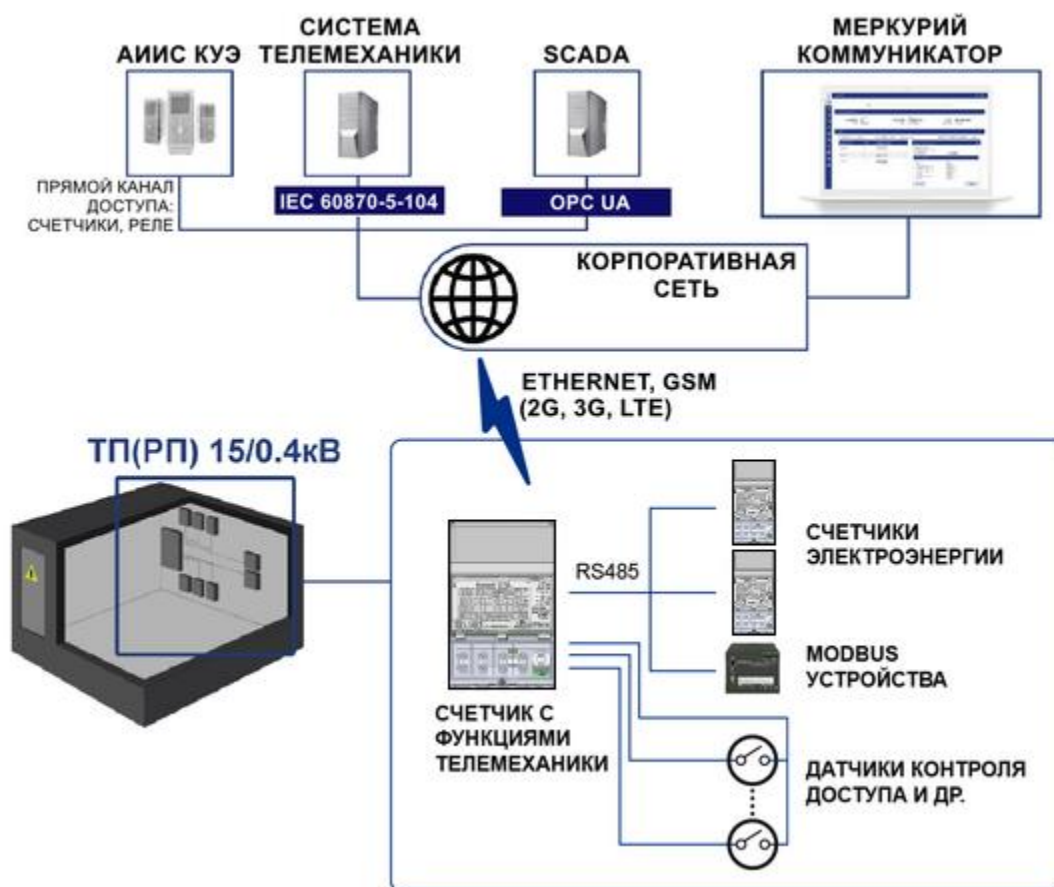 АИИС КУЭ
СИСТЕМА
ТЕЛЕМЕХАНИКИ
SCADA
МЕРКУРИЙ
КОММУНИКАТОР
ПРЯМОЙ КАНАЛ
ДОСТУПА:
СЧЕТЧИКИ, РЕЛЕ
IEC 60870-5-104
OPC UA
КОРПОРАТИВНАЯ
СЕТЬ
ETHERNET, GSM
(2G, 3G, LTE)
ТП(РП) 15/0.4кВ
RS485
СЧЕТЧИКИ
ЭЛЕКТРОЭНЕРГИИ
MODBUS
УСТРОЙСТВА
СЧЕТЧИК С
ФУНКЦИЯМИ
ТЕЛЕМЕХАНИКИ
ДАТЧИКИ КОНТРОЛЯ
ДОСТУПА И ДР.